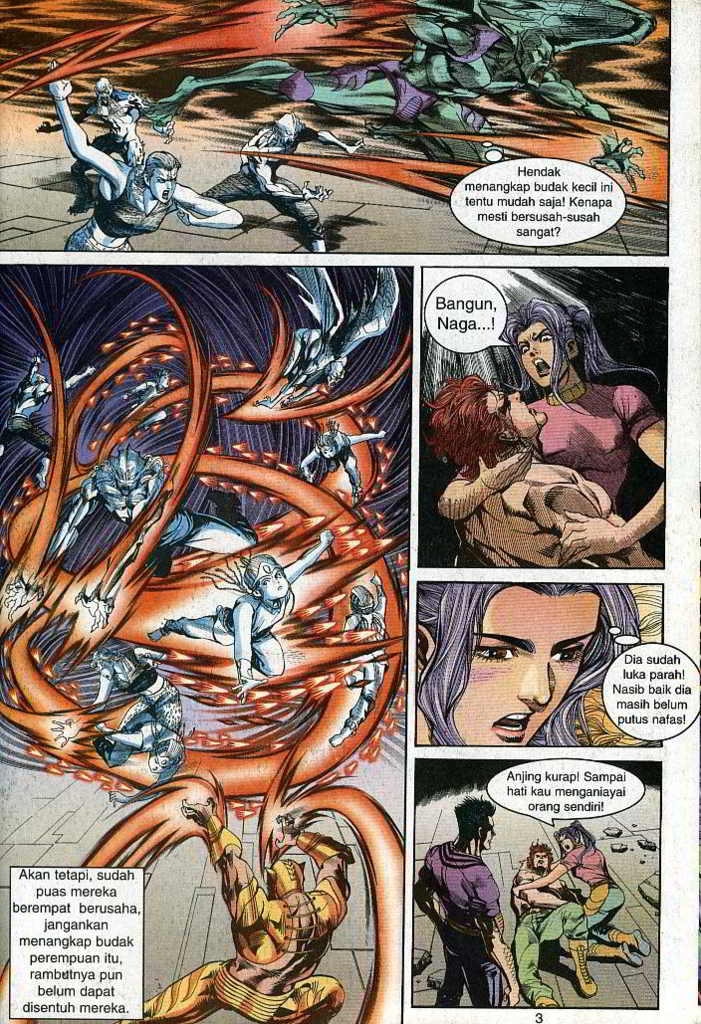 Hendak
menangkap budak kecil ini
tentu mudah saja! Kenapa
mesti bersusah-susah
sangat?
Bangun,
Naga...!
Dia sudah
luka parah!
Nasib baik dia
masih belum
putus nafas!
Anjing kurap! Sampai
hati kau menganiayai
orang sendiri!
Akan tetapi, sudah
puas mereka
berempat berusaha,
jangankan
menangkap budak
perempuan itu,
rambutnya pun
belum dapat
disentuh mereka.
3